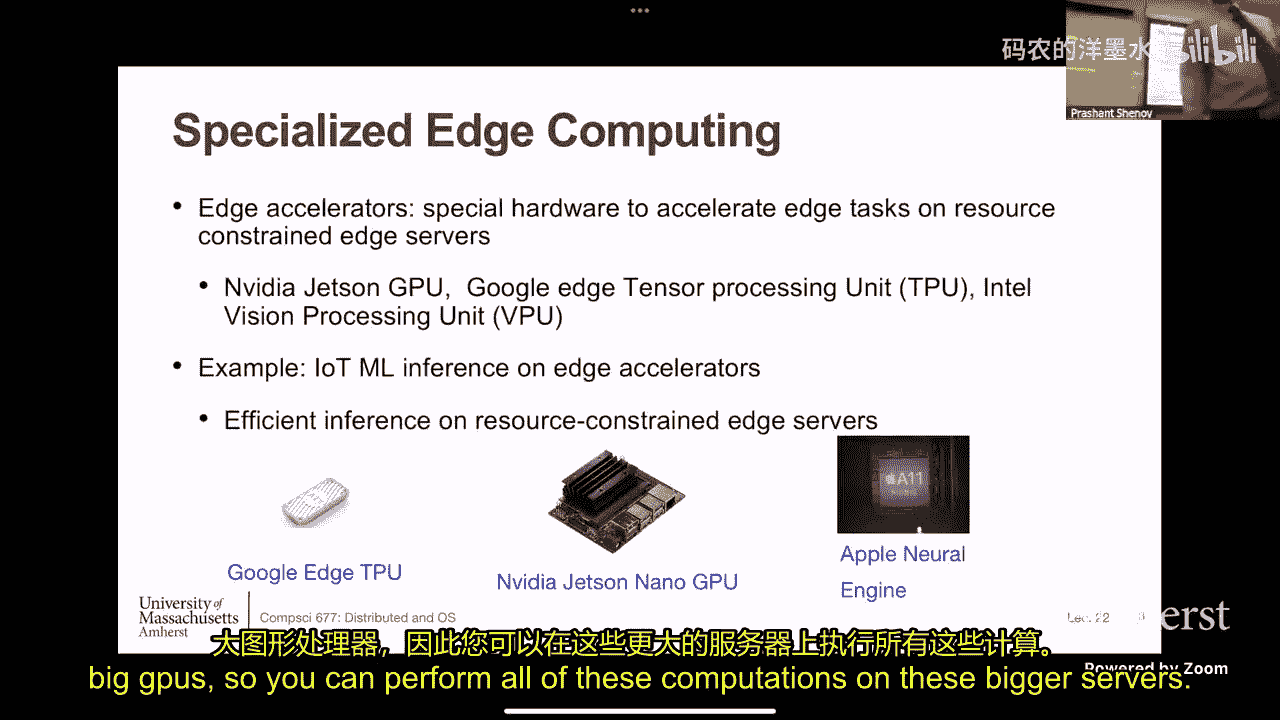 码农的洋墨水 bilibili
Prashant Shenoy
Specialized Edge Computing
• Edge accelerators: special hardware to accelerate edge tasks on resource
constrained edge servers
• Nvidia Jetson GPU, Google edge Tensor processing Unit (TPU), Intel
Vision Processing Unit (VPU)
• Example: IoT ML inference on edge accelerators
• Efficient inference on resource-constrained edge servers
A11
Google Edge TPU
Nvidia Jetson Nano GPU
Apple Neural
Engine
University of
Massachusetts
Amherst
Compsci 677: Distributed and OS
Lec. 22
erst
大图形处理器，因此您可以在这些更大的服务器上执行所有这些计算。
big gpus, so you can perform all of these computations on these bigger servers.
Powered by Zoom